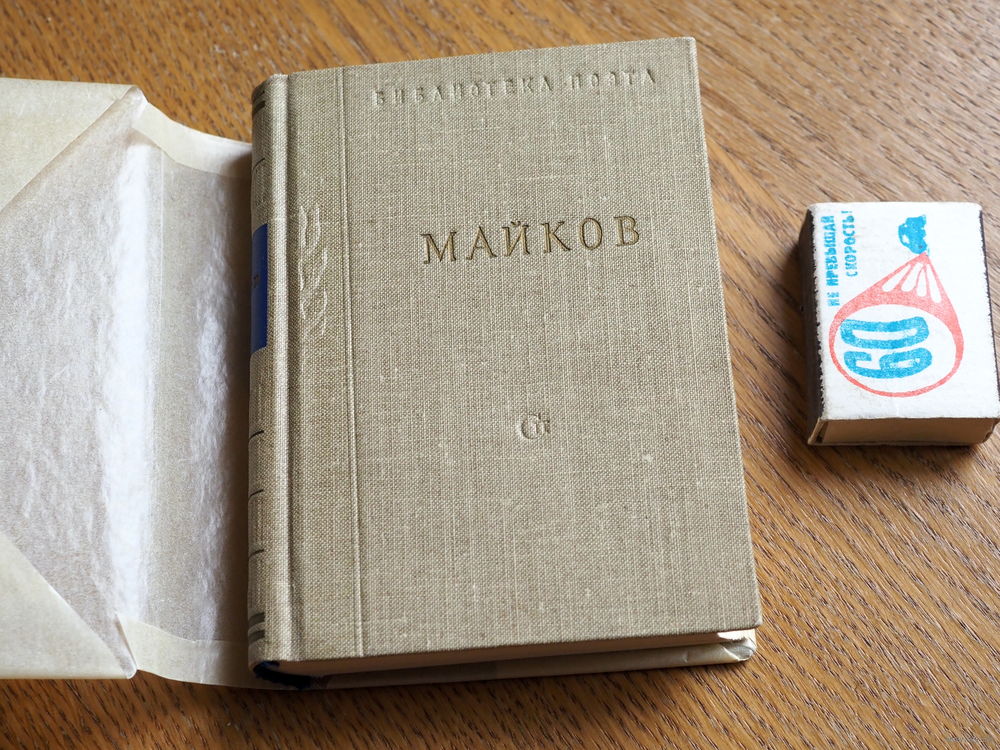 БИБЛИОТЕКА ПОЭТА
МАЙКОВ
НЕ ПРЕВЫШАЙ
СКОРОСТЬ!
60